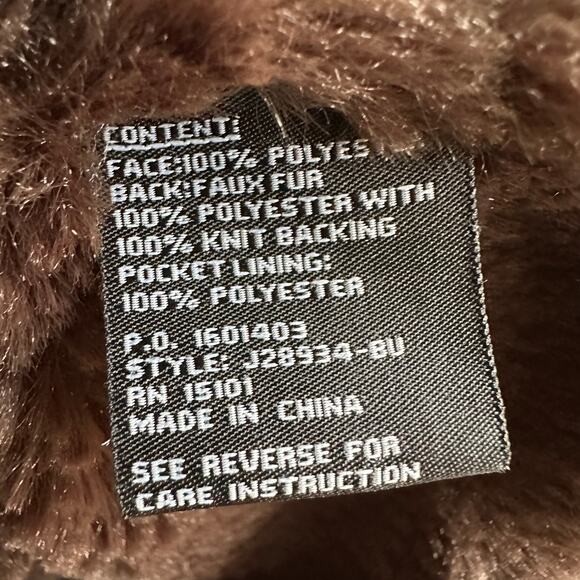 CONTENT:
FACE:100% POLYES
BACK:FAUX FUR
100% POLYESTER WITH
100% KNIT BACKING
POCKET LINING:
100% POLYESTER
P.O. 1601403
STYLE: J28934-BU
RN 15101
MADE IN CHINA
SEE REVERSE FOR
CARE INSTRUCTION